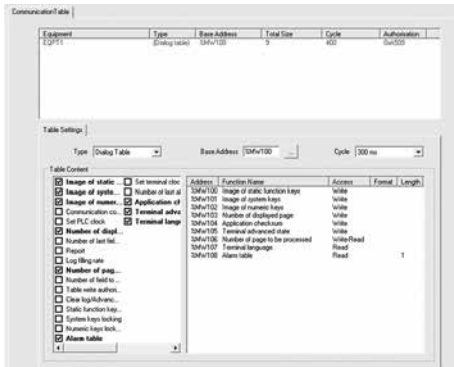 CommunicationTable
Equipment Type Base Address Total Size Cycle Authorisation
EQPT1 (Dialog table) %MW100 9 400
Table Settings
Type Dialog Table Base Address %MW100 ... Cycle 300 ms
Table Content
Image of static ... Set terminal cloc
Image of syste... Number of last al
Image of numer... Application ch
Communication co... Terminal adva
Set PLC clock Terminal langu
Number of displ...
Number of last fiel...
Report
Log filling rate
Number of pag...
Number of field to ...
Table write authori...
Clear log/Advanc...
Static function key...
System keys locking
Numeric keys lock...
Alarm table
Address Function Name Access Format Length
%MW100 Image of static function keys Write
%MW101 Image of system keys Write
%MW102 Image of numeric keys Write
%MW103 Number of displayed page Write
%MW104 Application checksum Write
%MW105 Terminal advanced state Write
%MW106 Number of page to be processed Write-Read
%MW107 Terminal language Read
%MW108 Alarm table Read 1